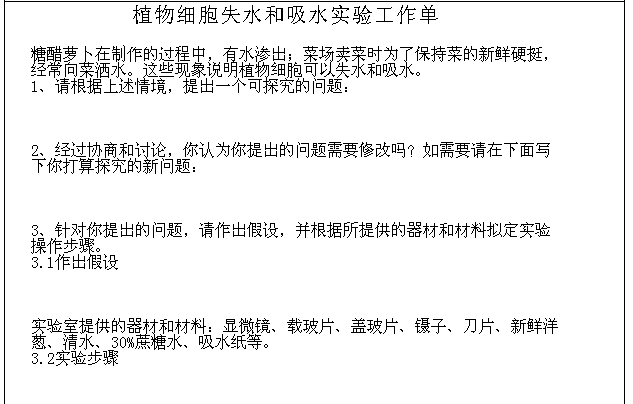 植物细胞失水和吸水实验工作单
糖醋萝卜在制作的过程中，有水渗出；菜场卖菜时为了保持菜的新鲜硬挺，
经常向菜洒水。这些现象说明植物细胞可以失水和吸水。
1、请根据上述情境，提出一个可探究的问题：
2、经过协商和讨论，你认为你提出的问题需要修改吗？如需要请在下面写
下你打算探究的新问题：
3、针对你提出的问题，请作出假设，并根据所提供的器材和材料拟定实验
操作步骤。
3.1作出假设
实验室提供的器材和材料：显微镜、载玻片、盖玻片、镊子、刀片、新鲜洋
葱、清水、30%蔗糖水、吸水纸等。
3.2实验步骤